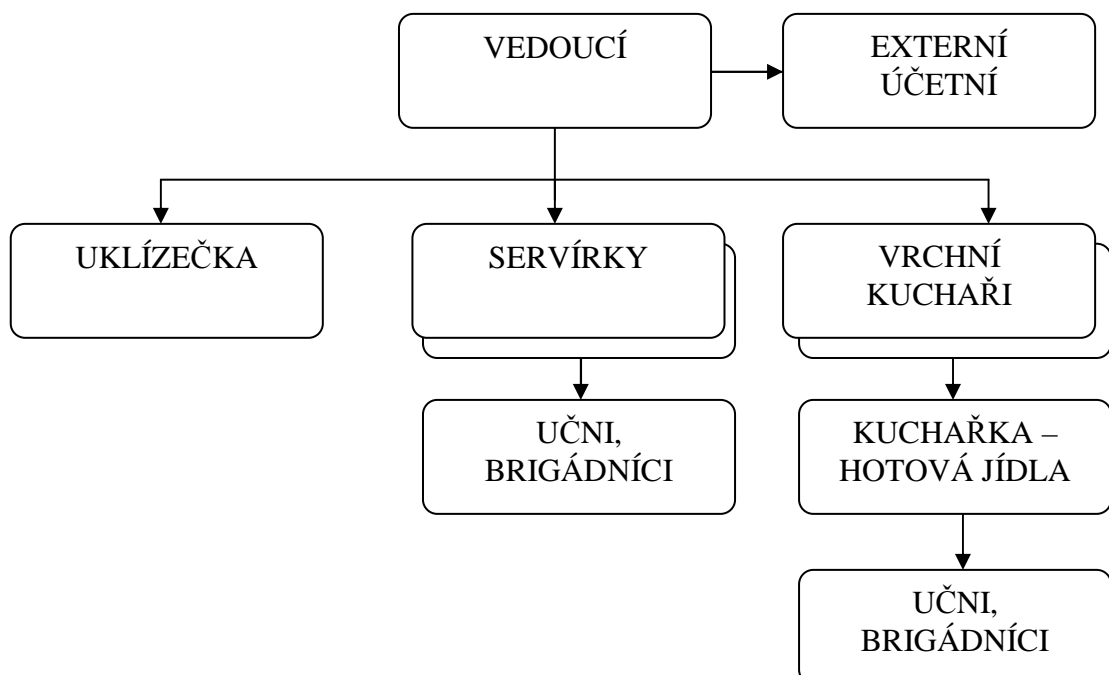 VEDOUCÍ
EXTERNÍ
ÚČETNÍ
UKLÍZEČKA
SERVÍRKY
VRCHNÍ
KUCHAŘI
UČNI,
BRIGÁDNÍCI
KUCHAŘKA –
HOTOVÁ JÍDLA
UČNI,
BRIGÁDNÍCI